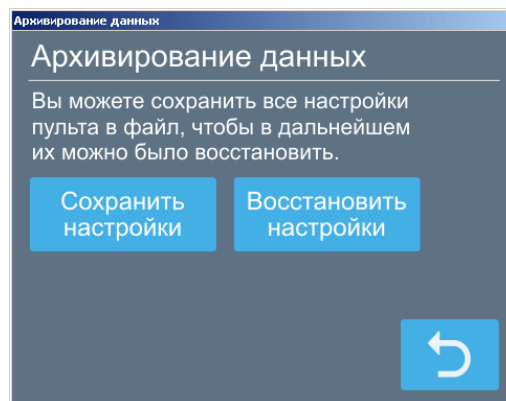 Архивирование данных
Архивирование данных
Вы можете сохранить все настройки
пульта в файл, чтобы в дальнейшем
их можно было восстановить.
Сохранить
настройки
Восстановить
настройки